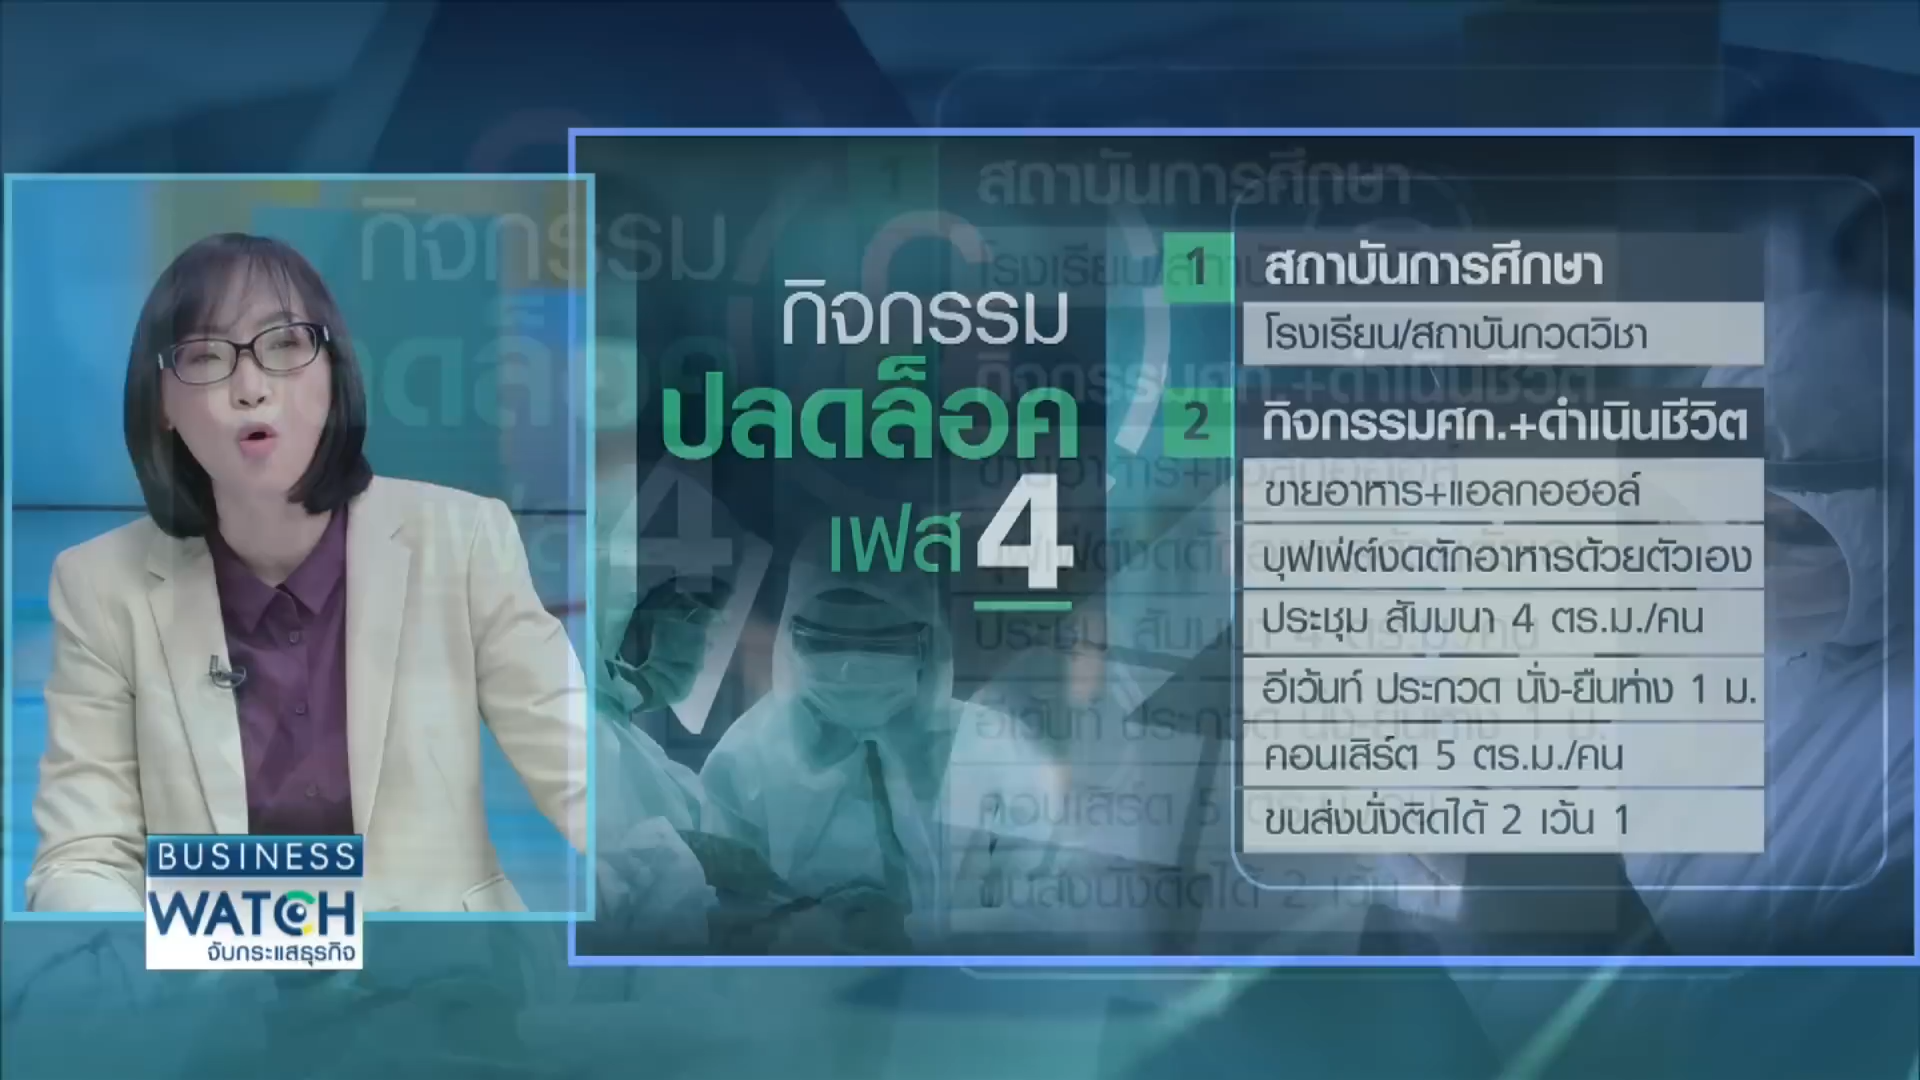 กิจกรรม
ปลดล็อค
เฟส 4
1 สถาบันการศึกษา
โรงเรียน/สถาบันกวดวิชา
2 กิจกรรมศก.+ดำเนินชีวิต
ขายอาหาร+แอลกอฮอล์
บุฟเฟ่ต์งดตักอาหารด้วยตัวเอง
ประชุม สัมมนา 4 ตร.ม./คน
อีเว้นท์ ประกวด นั่ง-ยืนห่าง 1 ม.
คอนเสิร์ต 5 ตร.ม./คน
ขนส่งนั่งติดได้ 2 เว้น 1
BUSINESS
WATCH
จับกระแสธุรกิจ